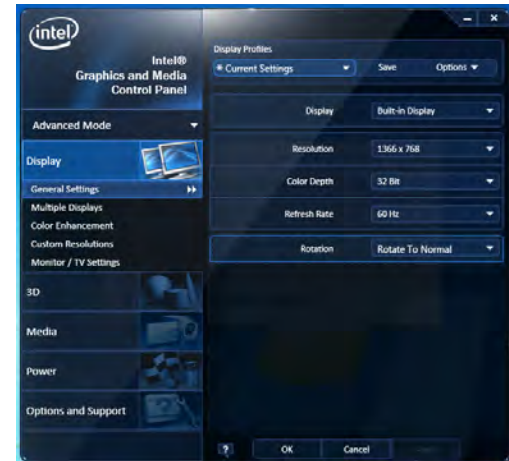 intel
Intel®
Graphics and Media
Control Panel
Advanced Mode
Display
General Settings
Multiple Displays
Color Enhancement
Custom Resolutions
Monitor / TV Settings
3D
Media
Power
Options and Support
Display Profiles
* Current Settings
Save
Options
Display
Built-in Display
Resolution
1366 x 768
Color Depth
32 Bit
Refresh Rate
60 Hz
Rotation
Rotate To Normal
?
OK
Cancel